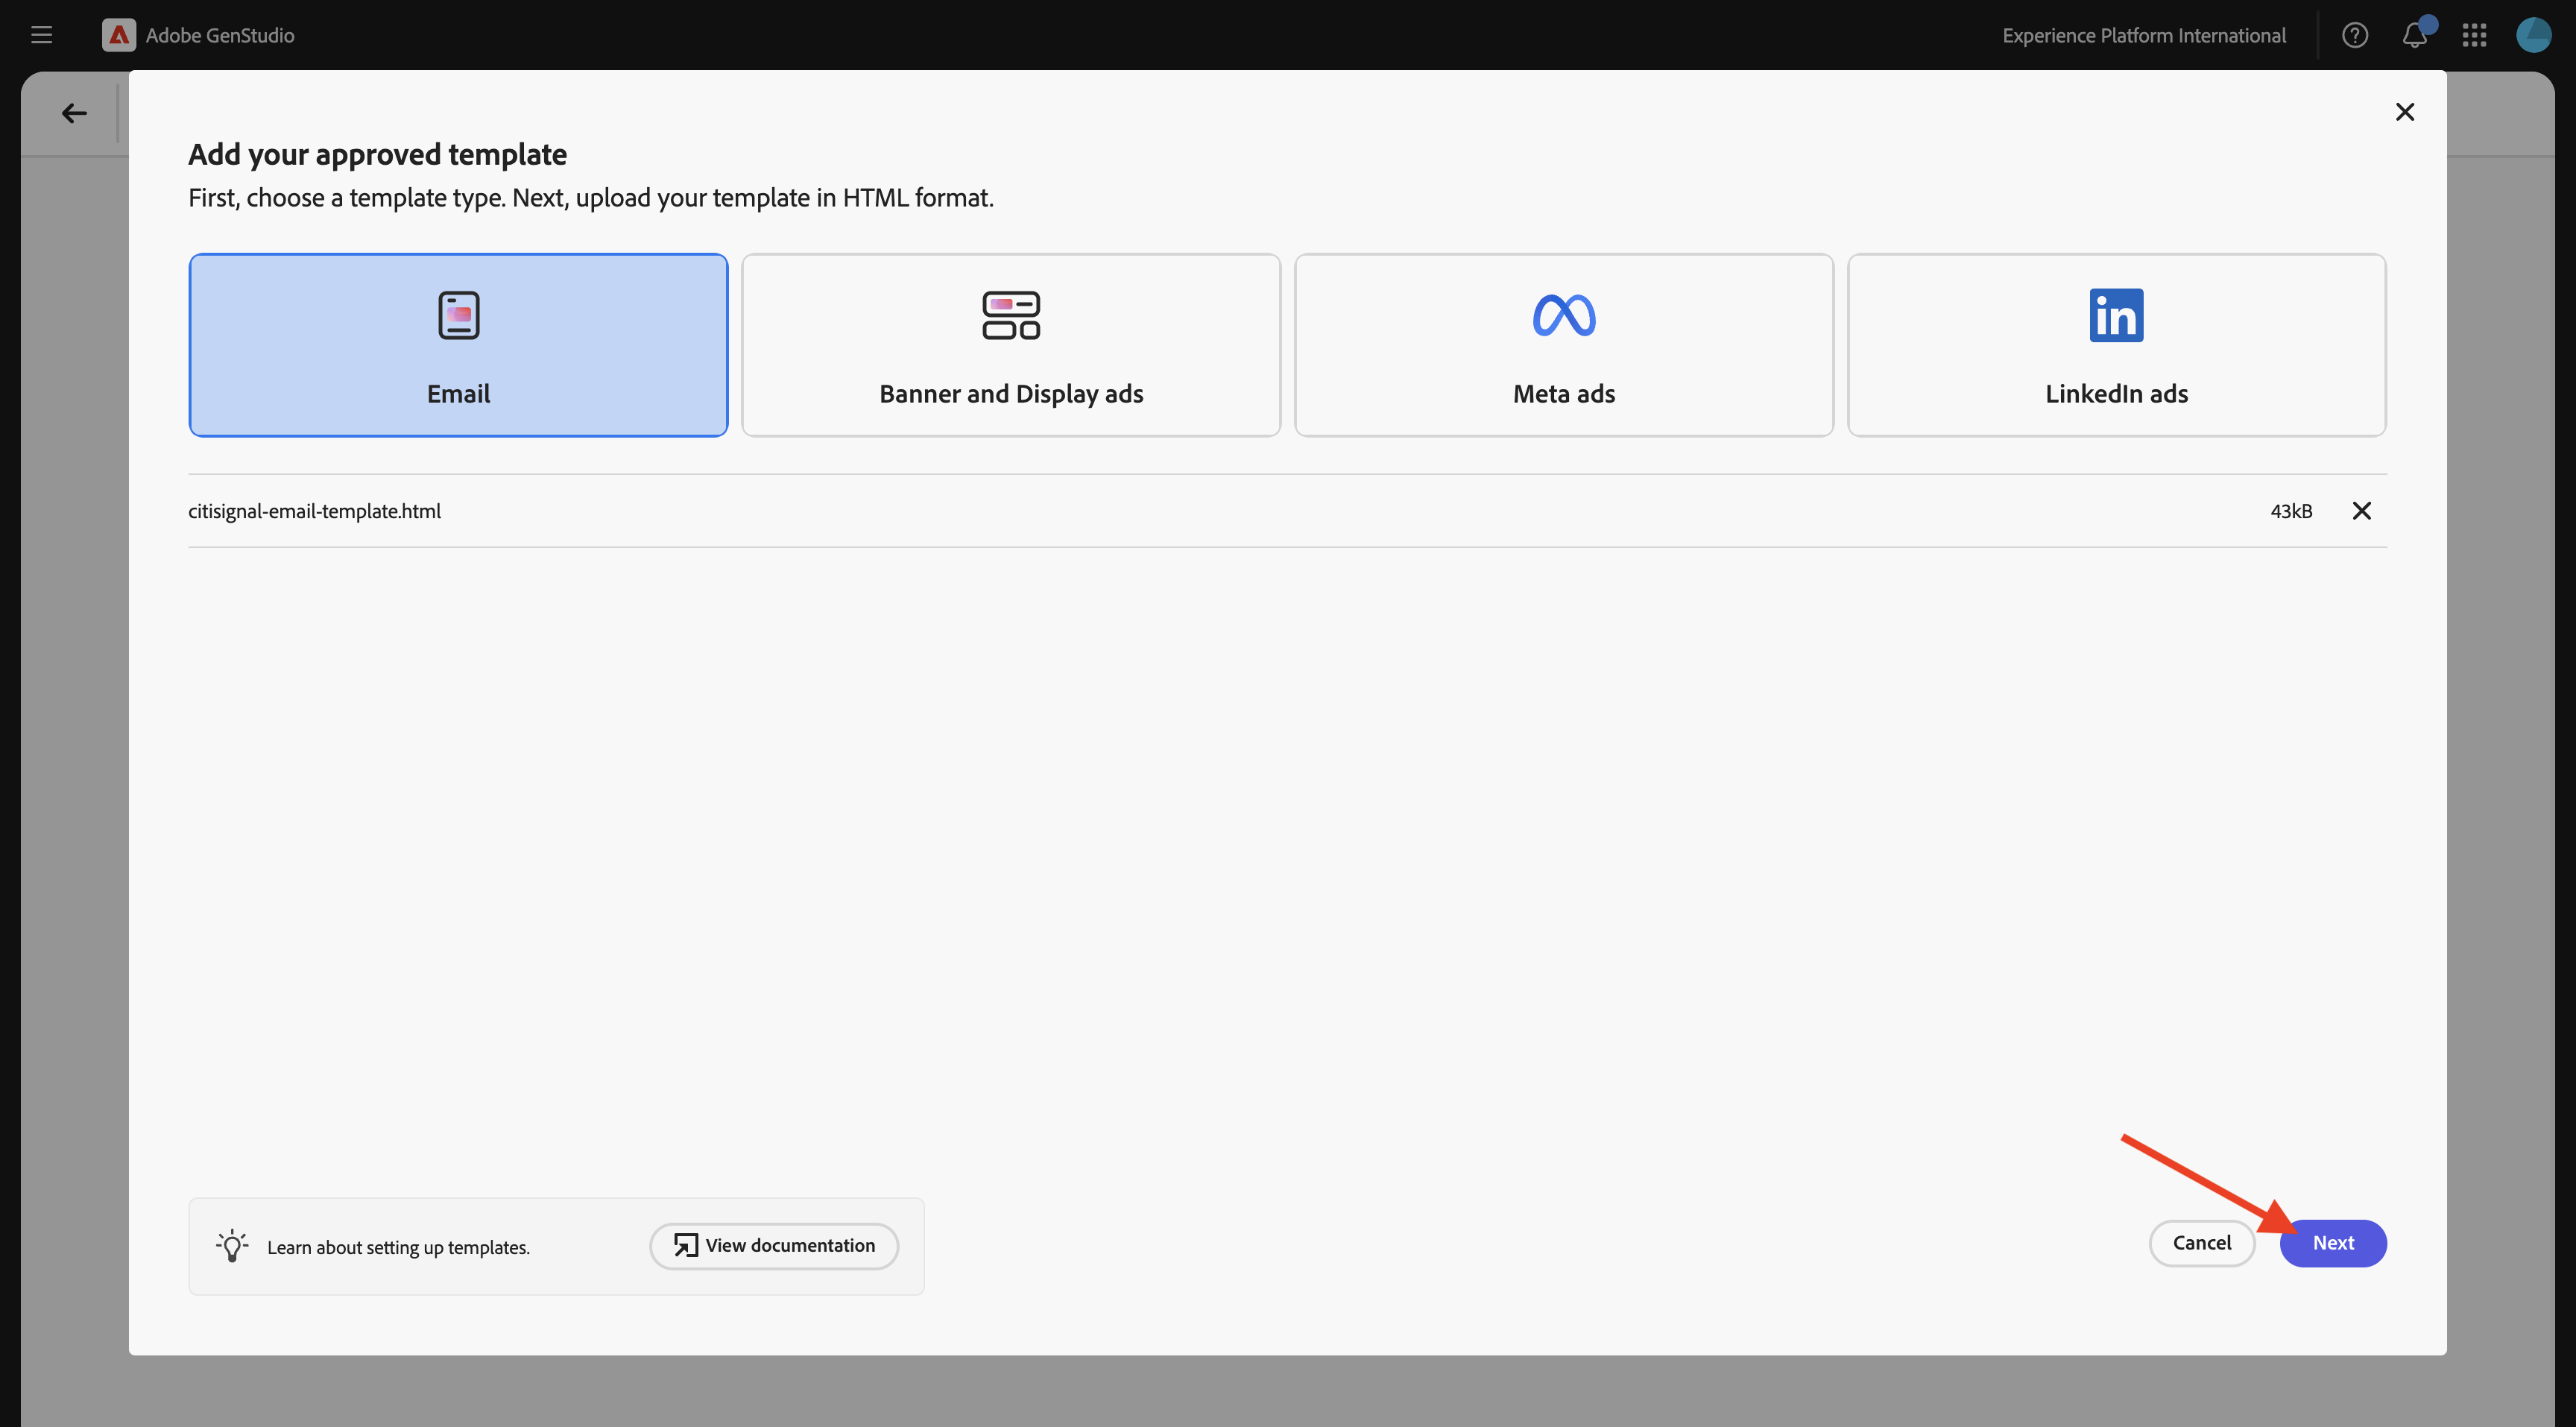 Adobe GenStudio
Experience Platform International
Add your approved template
First, choose a template type. Next, upload your template in HTML format.
Email
Banner and Display ads
Meta ads
in
LinkedIn ads
citisignal-email-template.html
43kB
Learn about setting up templates.
View documentation
Cancel
Next